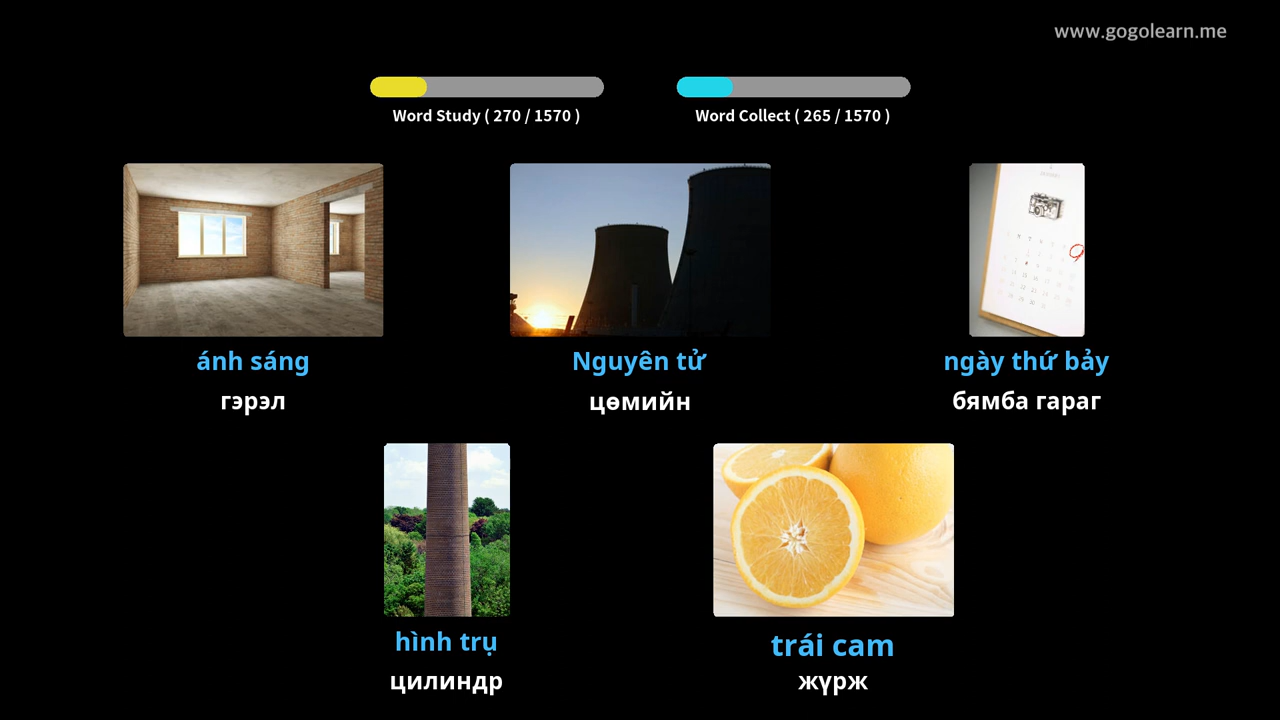 www.gogolearn.me
Word Study ( 270 / 1570 )
Word Collect ( 265 / 1570 )
ánh sáng
гэрэл
Nguyên tử
цөмийн
ngày thứ bảy
бямба гараг
hình trụ
цилиндр
trái cam
жүрж